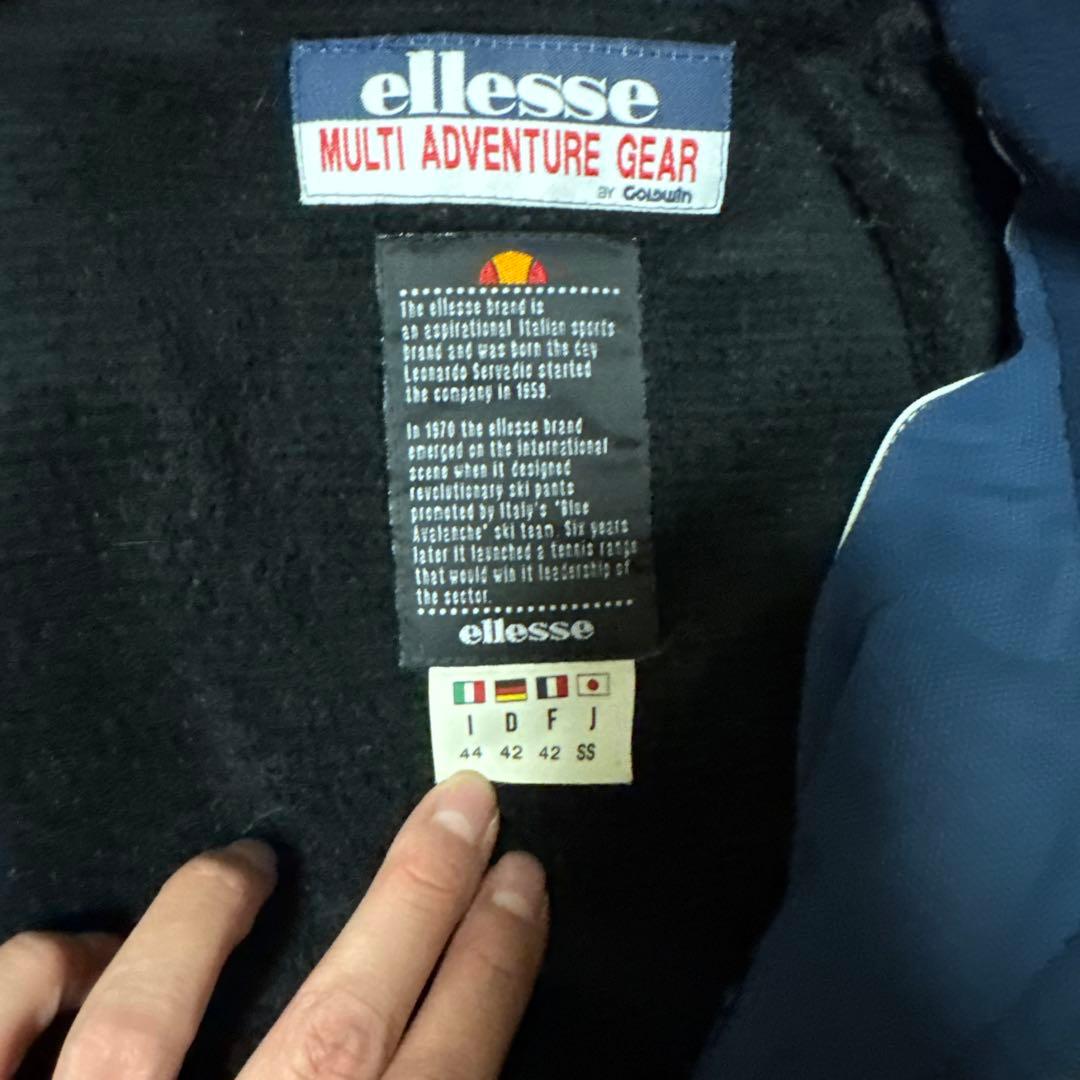 ellesse
MULTI ADVENTURE GEAR
BY GOLDWIN
The ellesse brand is
an aspirational Italian sports
brand and was born the day
Leonardo Servadio started
the company in 1959.
In 1970 the ellesse brand
emerged on the international
scene when it designed
revolutionary ski pants
promoted by Italy's "Blue
Avalanche" ski team. Six years
later it launched a tennis range
that would win it leadership of
the sector.
ellesse
I D F J
44 42 42 SS